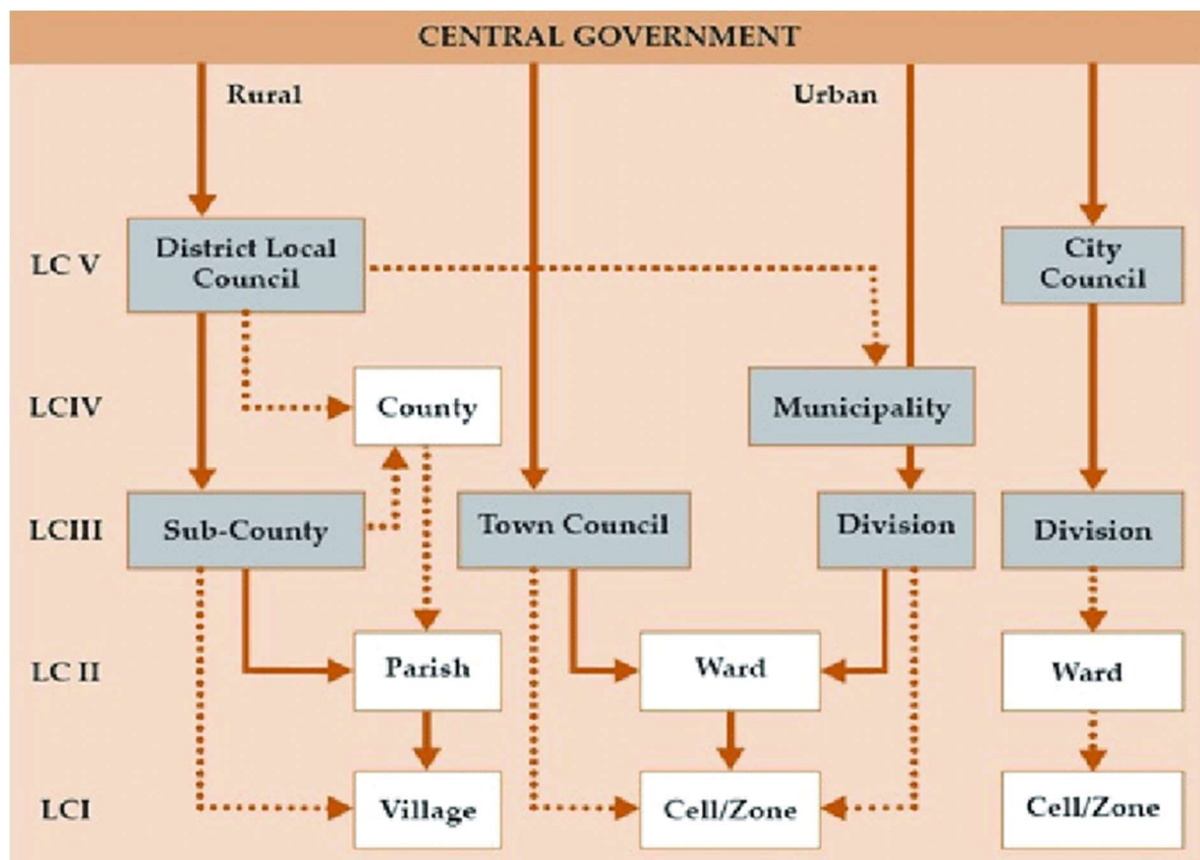 CENTRAL GOVERNMENT
Rural
Urban
LC V
District Local
Council
City
Council
LCIV
County
Municipality
LCIII
Sub-County
Town Council
Division
Division
LC II
Parish
Ward
Ward
LCI
Village
Cell/Zone
Cell/Zone